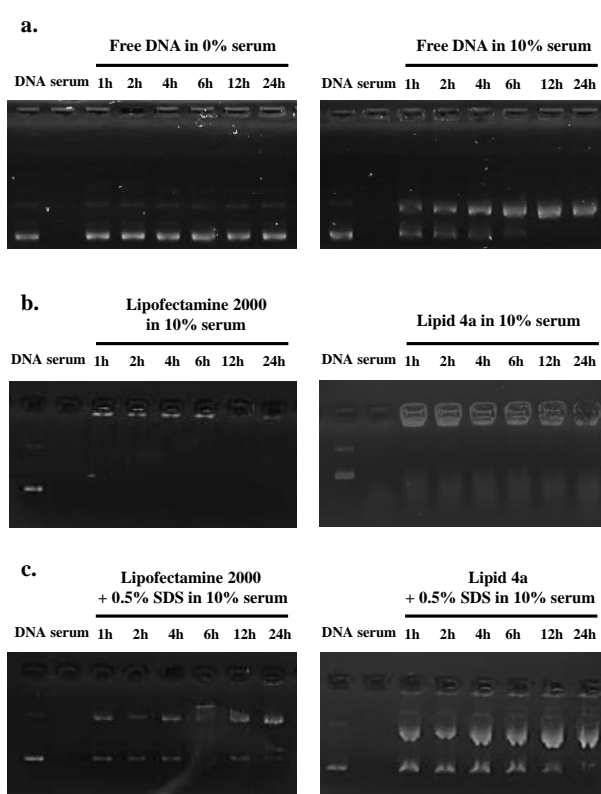 a.
Free DNA in 0% serum
Free DNA in 10% serum
DNA serum 1h 2h 4h 6h 12h 24h
DNA serum 1h 2h 4h 6h 12h 24h
b.
Lipofectamine 2000
in 10% serum
Lipid 4a in 10% serum
DNA serum 1h 2h 4h 6h 12h 24h
DNA serum 1h 2h 4h 6h 12h 24h
c.
Lipofectamine 2000
+ 0.5% SDS in 10% serum
Lipid 4a
+ 0.5% SDS in 10% serum
DNA serum 1h 2h 4h 6h 12h 24h
DNA serum 1h 2h 4h 6h 12h 24h